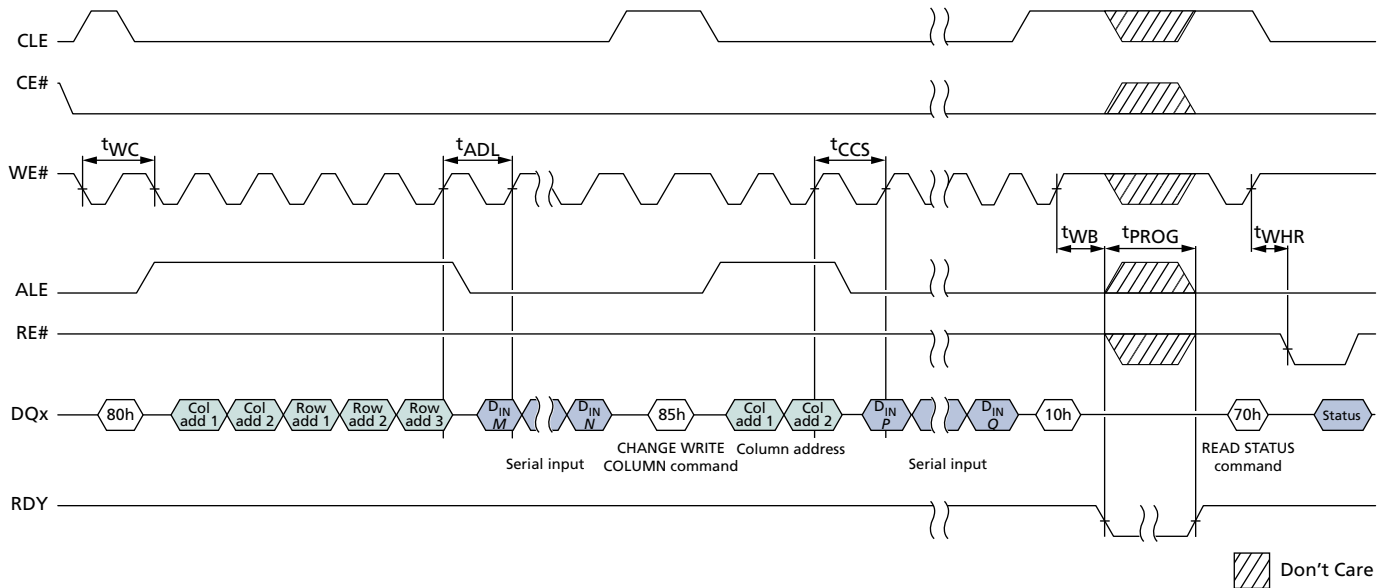 CLE
CE#
tWC
tADL
tCCS
WE#
tWB
tPROG
tWHR
ALE
RE#
DQx
80h
Col add 1
Col add 2
Row add 1
Row add 2
Row add 3
DIN M
DIN N
85h
Col add 1
Col add 2
DIN P
DIN Q
10h
70h
Status
Serial input
CHANGE WRITE
COLUMN command
Column address
Serial input
READ STATUS
command
RDY
Don't Care